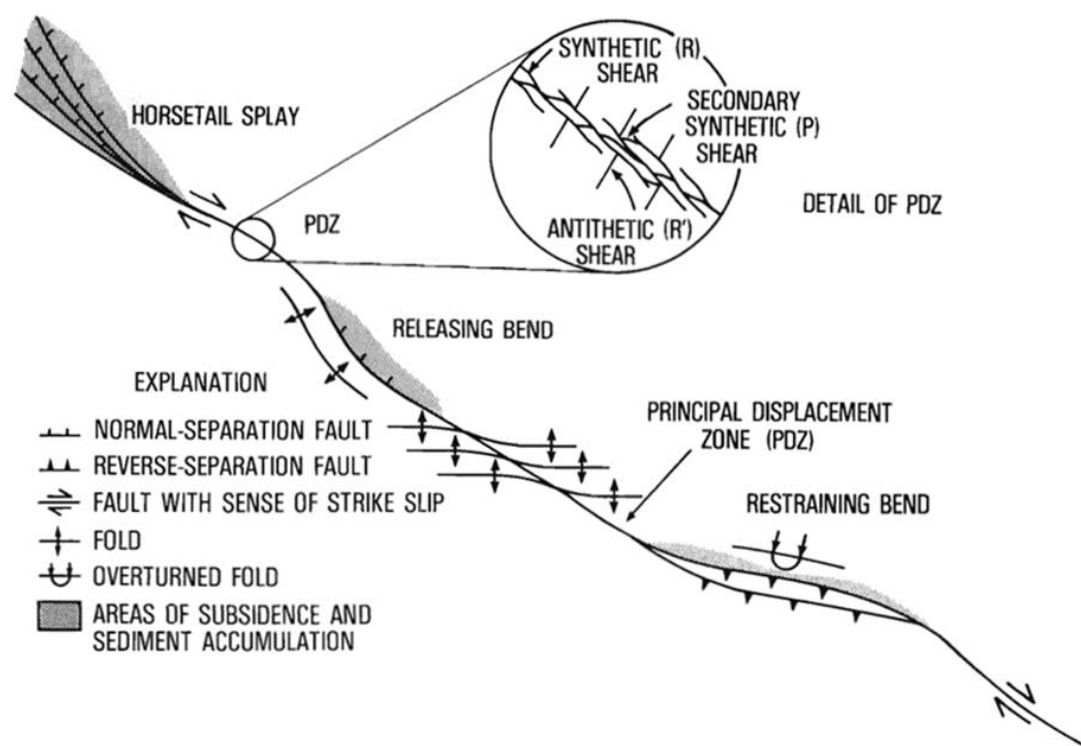 SYNTHETIC (R)
SHEAR
HORSETAIL SPLAY
SECONDARY
SYNTHETIC (P)
SHEAR
DETAIL OF PDZ
PDZ
ANTITHETIC (R')
SHEAR
RELEASING BEND
EXPLANATION
NORMAL-SEPARATION FAULT
REVERSE-SEPARATION FAULT
FAULT WITH SENSE OF STRIKE SLIP
FOLD
OVERTURNED FOLD
AREAS OF SUBSIDENCE AND
SEDIMENT ACCUMULATION
PRINCIPAL DISPLACEMENT
ZONE (PDZ)
RESTRAINING BEND